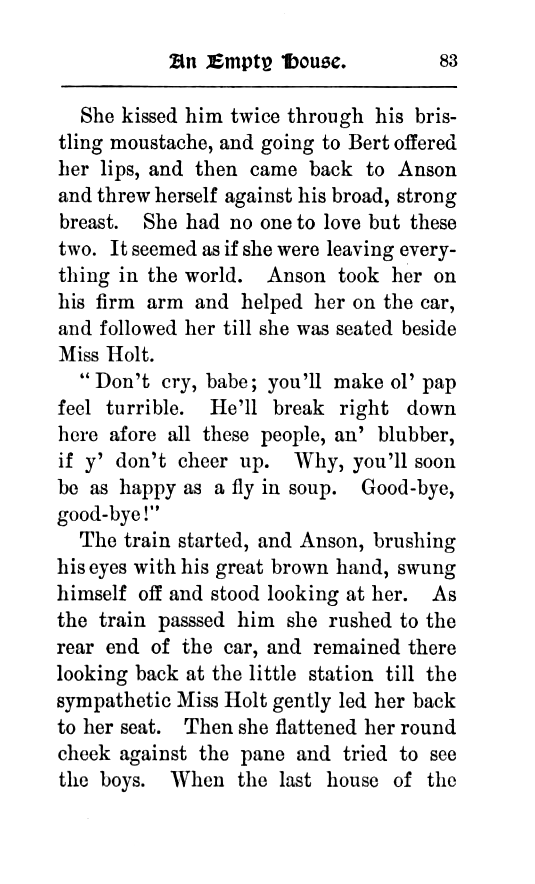 An Empty House. 83
She kissed him twice through his bris-
tling moustache, and going to Bert offered
her lips, and then came back to Anson
and threw herself against his broad, strong
breast. She had no one to love but these
two. It seemed as if she were leaving every-
thing in the world. Anson took her on
his firm arm and helped her on the car,
and followed her till she was seated beside
Miss Holt.
“Don't cry, babe; you'll make ol' pap
feel turrible. He'll break right down
here afore all these people, an' blubber,
if y' don't cheer up. Why, you'll soon
be as happy as a fly in soup. Good-bye,
good-bye!"
The train started, and Anson, brushing
his eyes with his great brown hand, swung
himself off and stood looking at her. As
the train passsed him she rushed to the
rear end of the car, and remained there
looking back at the little station till the
sympathetic Miss Holt gently led her back
to her seat. Then she flattened her round
cheek against the pane and tried to see
the boys. When the last house of the